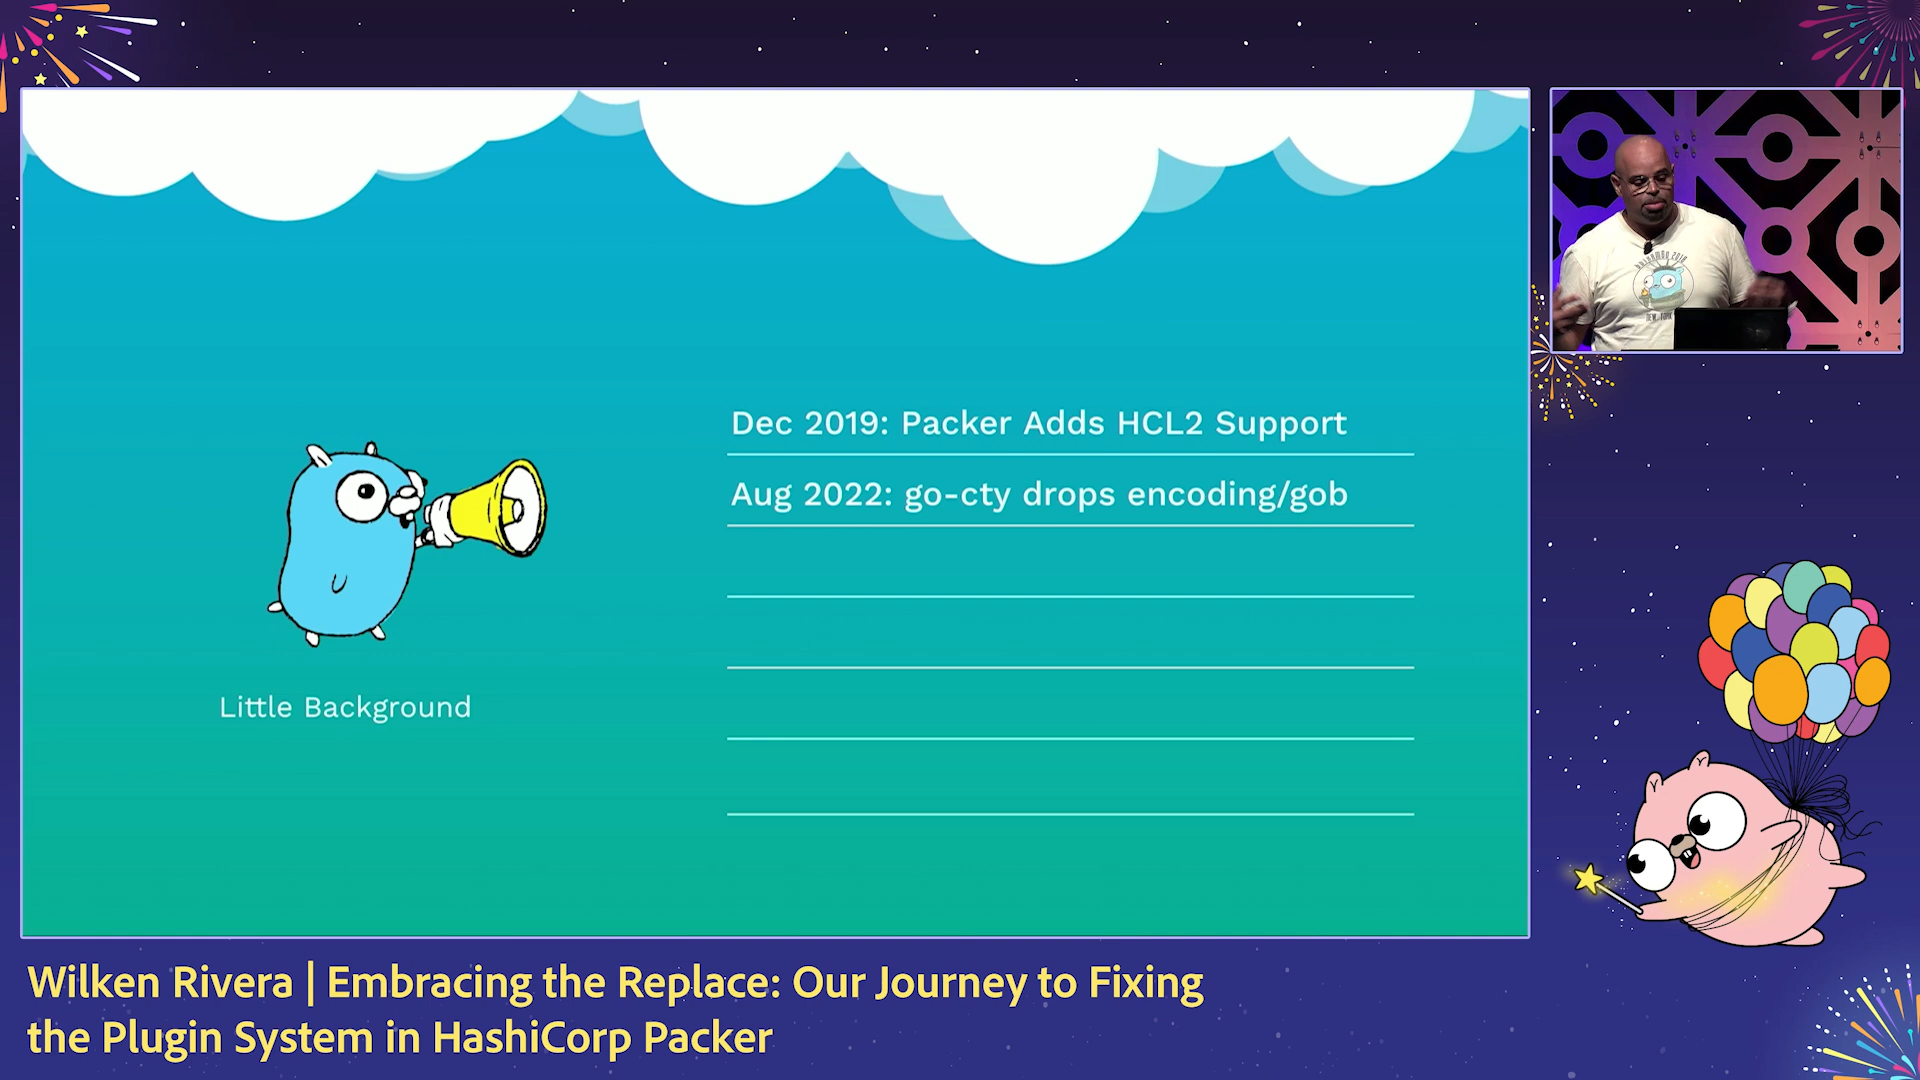 Dec 2019: Packer Adds HCL2 Support
Aug 2022: go-cty drops encoding/gob
Little Background
Wilken Rivera | Embracing the Replace: Our Journey to Fixing
the Plugin System in HashiCorp Packer